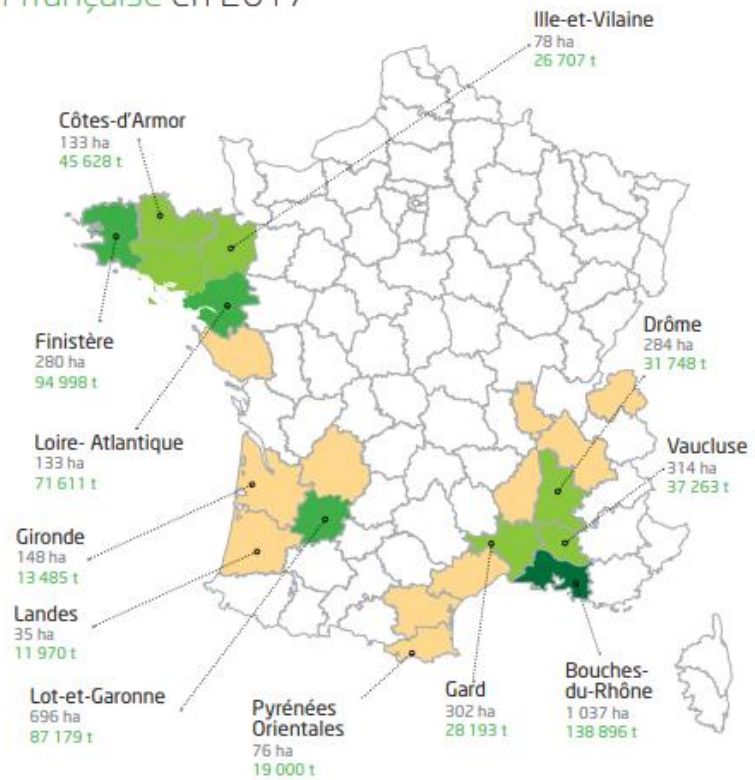 française en 2017
Ille-et-Vilaine
78 ha
26 707 t
Côtes-d'Armor
133 ha
45 628 t
Finistère
280 ha
94 998 t
Drôme
284 ha
31 748 t
Loire- Atlantique
133 ha
71 611 t
Vaucluse
314 ha
37 263 t
Gironde
148 ha
13 485 t
Landes
35 ha
11 970 t
Lot-et-Garonne
696 ha
87 179 t
Pyrénées
Orientales
76 ha
19 000 t
Gard
302 ha
28 193 t
Bouches-
du-Rhône
1 037 ha
138 896 t